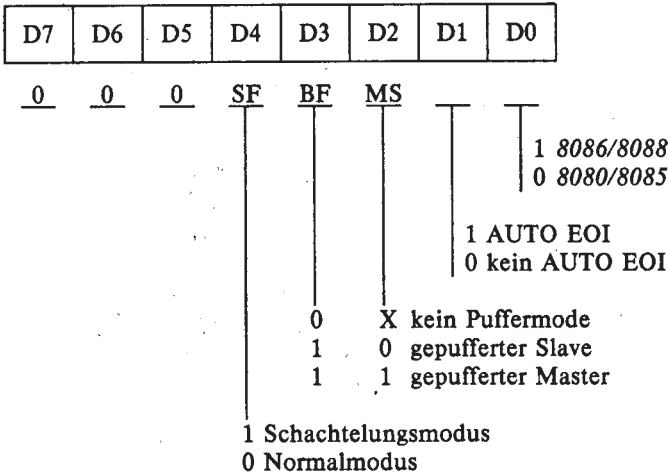 D7 D6 D5 D4 D3 D2 D1 D0
0 0 0 SF BF MS
1 8086/8088
0 8080/8085
1 AUTO EOI
0 kein AUTO EOI
0 X kein Puffermode
1 0 gepufferter Slave
1 1 gepufferter Master
1 Schachtelungsmodus
0 Normalmodus